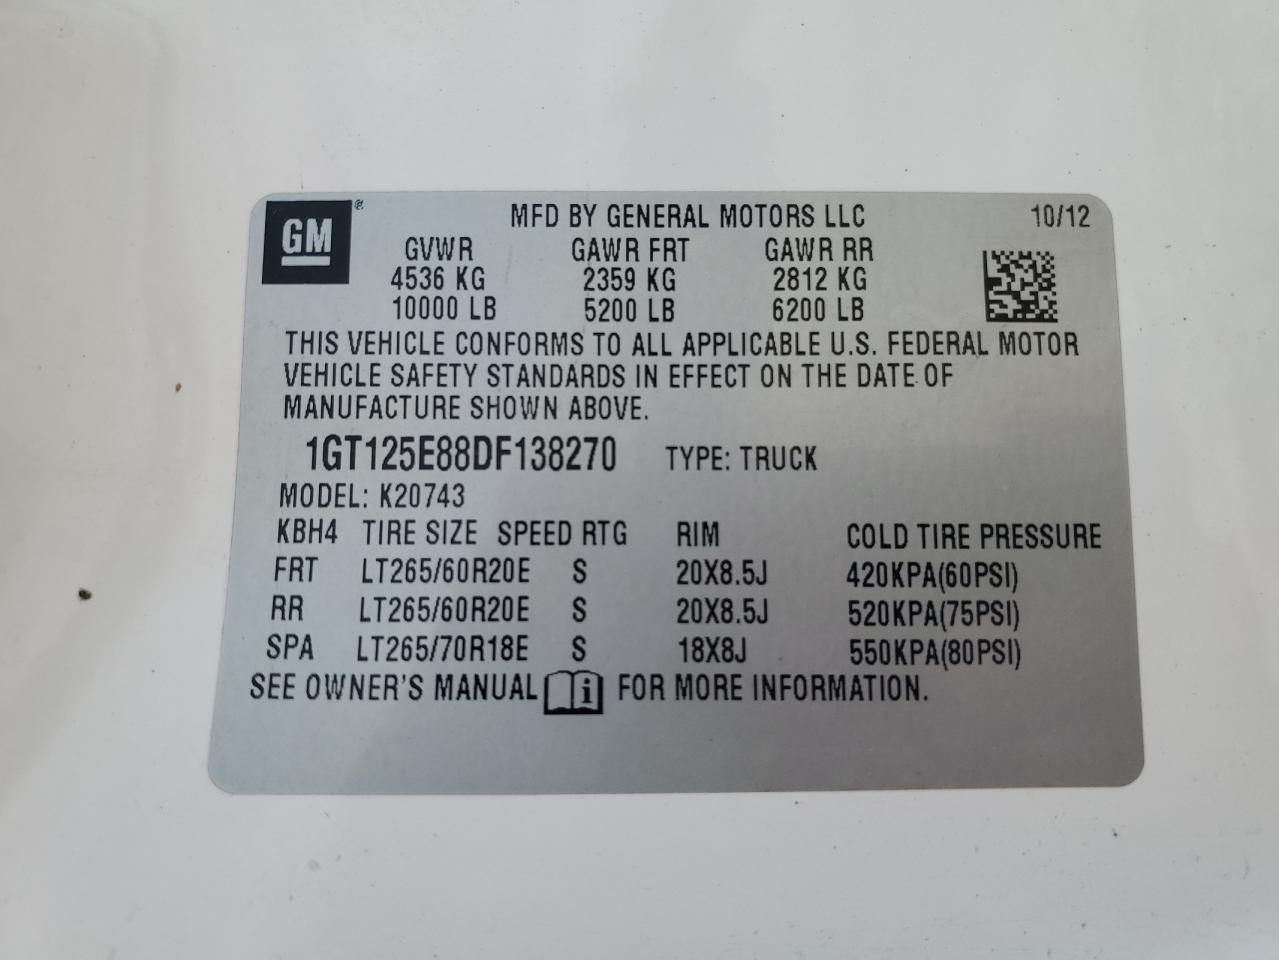 GM ®
MFD BY GENERAL MOTORS LLC 10/12
GVWR GAWR FRT GAWR RR
4536 KG 2359 KG 2812 KG
10000 LB 5200 LB 6200 LB
THIS VEHICLE CONFORMS TO ALL APPLICABLE U.S. FEDERAL MOTOR
VEHICLE SAFETY STANDARDS IN EFFECT ON THE DATE OF
MANUFACTURE SHOWN ABOVE.
1GT125E88DF138270 TYPE: TRUCK
MODEL: K20743
KBH4 TIRE SIZE SPEED RTG RIM COLD TIRE PRESSURE
FRT LT265/60R20E S 20X8.5J 420KPA(60PSI)
RR LT265/60R20E S 20X8.5J 520KPA(75PSI)
SPA LT265/70R18E S 18X8J 550KPA(80PSI)
SEE OWNER'S MANUAL i FOR MORE INFORMATION.